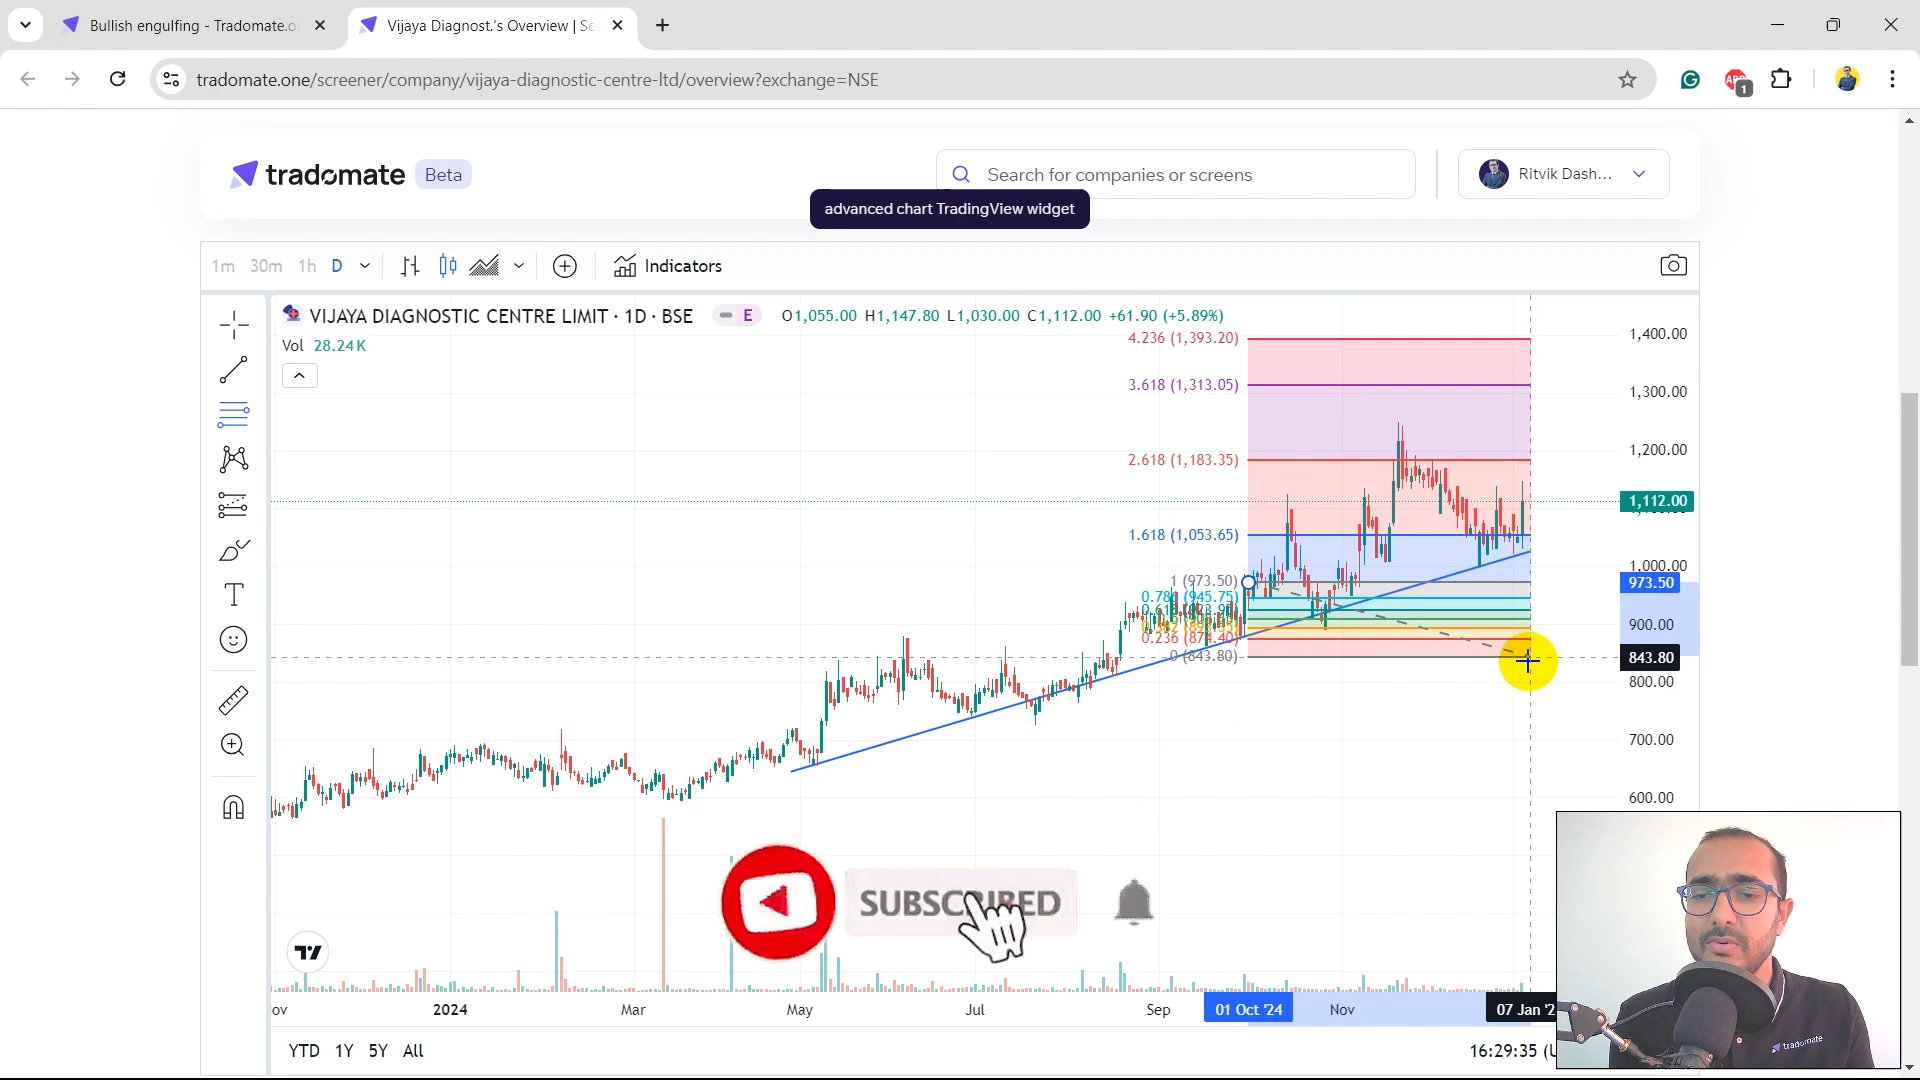 Bullish engulfing - Tradomate.o
Vijaya Diagnost.'s Overview | Sc
tradomate.one/screener/company/vijaya-diagnostic-centre-ltd/overview?exchange=NSE
1
tradomate Beta
Search for companies or screens
Ritvik Dash...
advanced chart TradingView widget
1m 30m 1h D
Indicators
VIJAYA DIAGNOSTIC CENTRE LIMIT · 1D · BSE
E
O1,055.00 H1,147.80 L1,030.00 C1,112.00 +61.90 (+5.89%)
Vol 28.24K
4.236 (1,393.20)
3.618 (1,313.05)
2.618 (1,183.35)
1.618 (1,053.65)
1 (973.50)
0.786 (945.75)
0.236 (874.40)
0 (843.80)
1,400.00
1,300.00
1,200.00
1,112.00
1,000.00
973.50
900.00
843.80
800.00
700.00
600.00
SUBSCRIBED
2024
Mar
May
Jul
Sep
01 Oct '24
Nov
07 Jan '2
YTD 1Y 5Y All
16:29:35 (U
tradomate